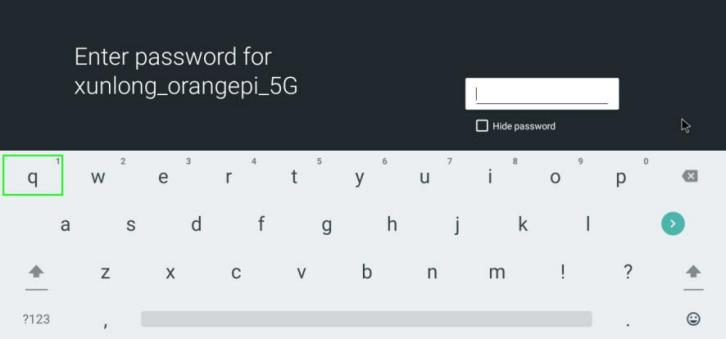 Enter password for
xunlong_orangepi_5G
Hide password
1 2 3 4 5 6 7 8 9 0
q w e r t y u i o p
a s d f g h j k l
z x c v b n m ! ?
?123 , .